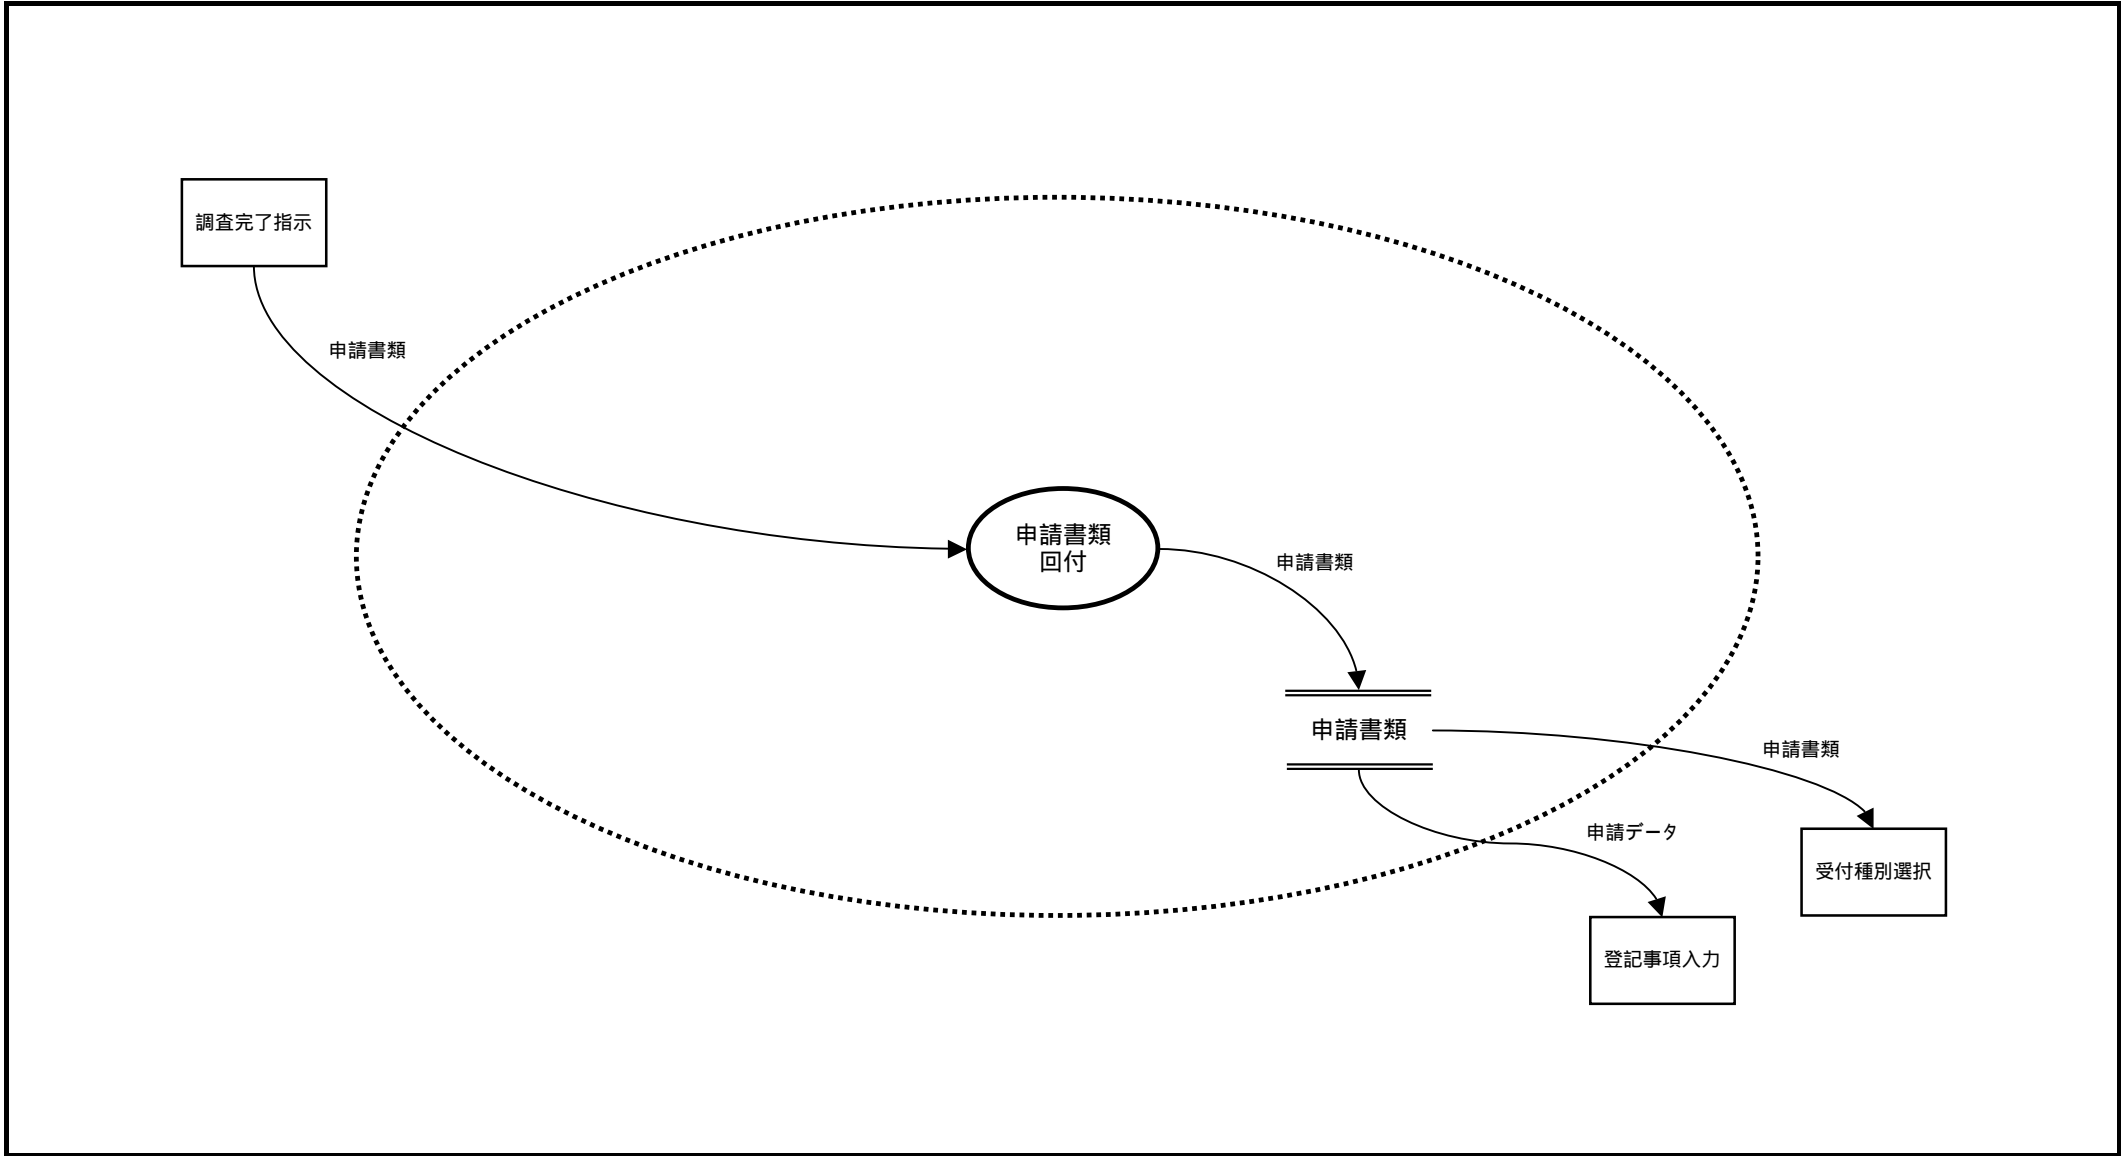 調査完了指示
申請書類
申請書類
回付
申請書類
申請書類
申請書類
申請データ
受付種別選択
登記事項入力